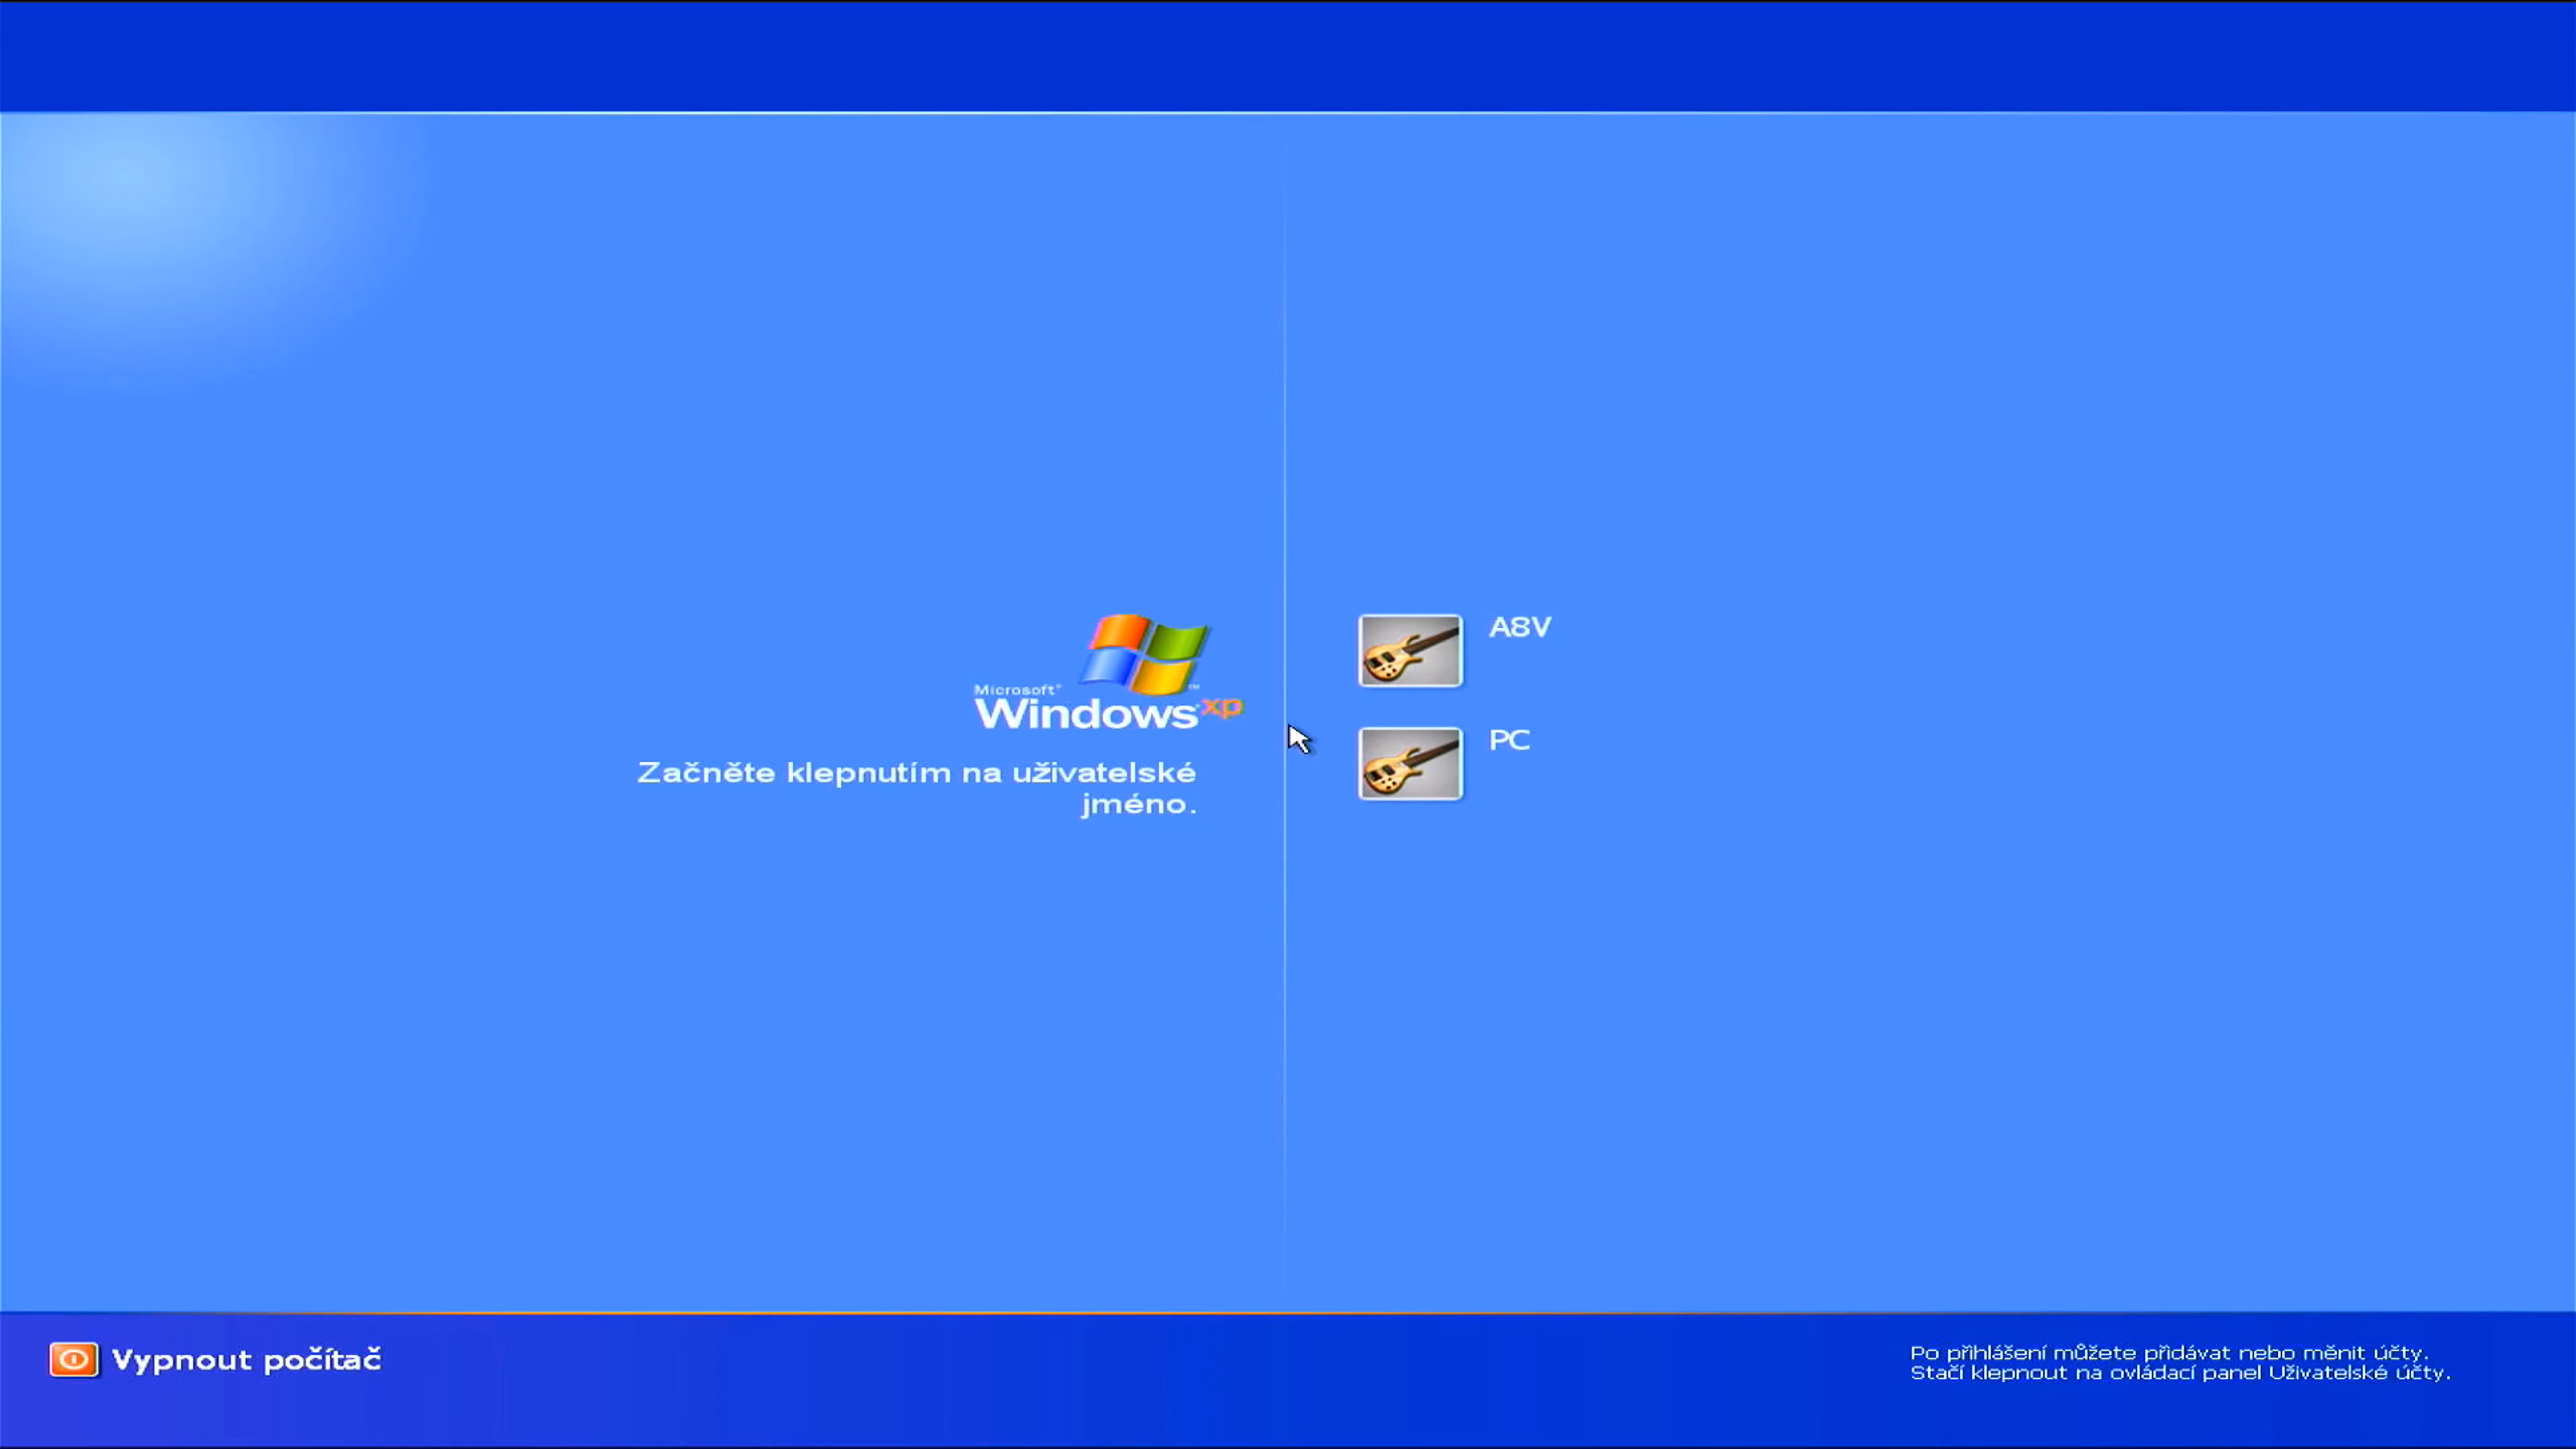 Microsoft®
Windows xp
Začněte klepnutím na uživatelské
jméno.
A8V
PC
Vypnout počítač
Po přihlášení můžete přidávat nebo měnit účty.
Stačí klepnout na ovládací panel Uživatelské účty.